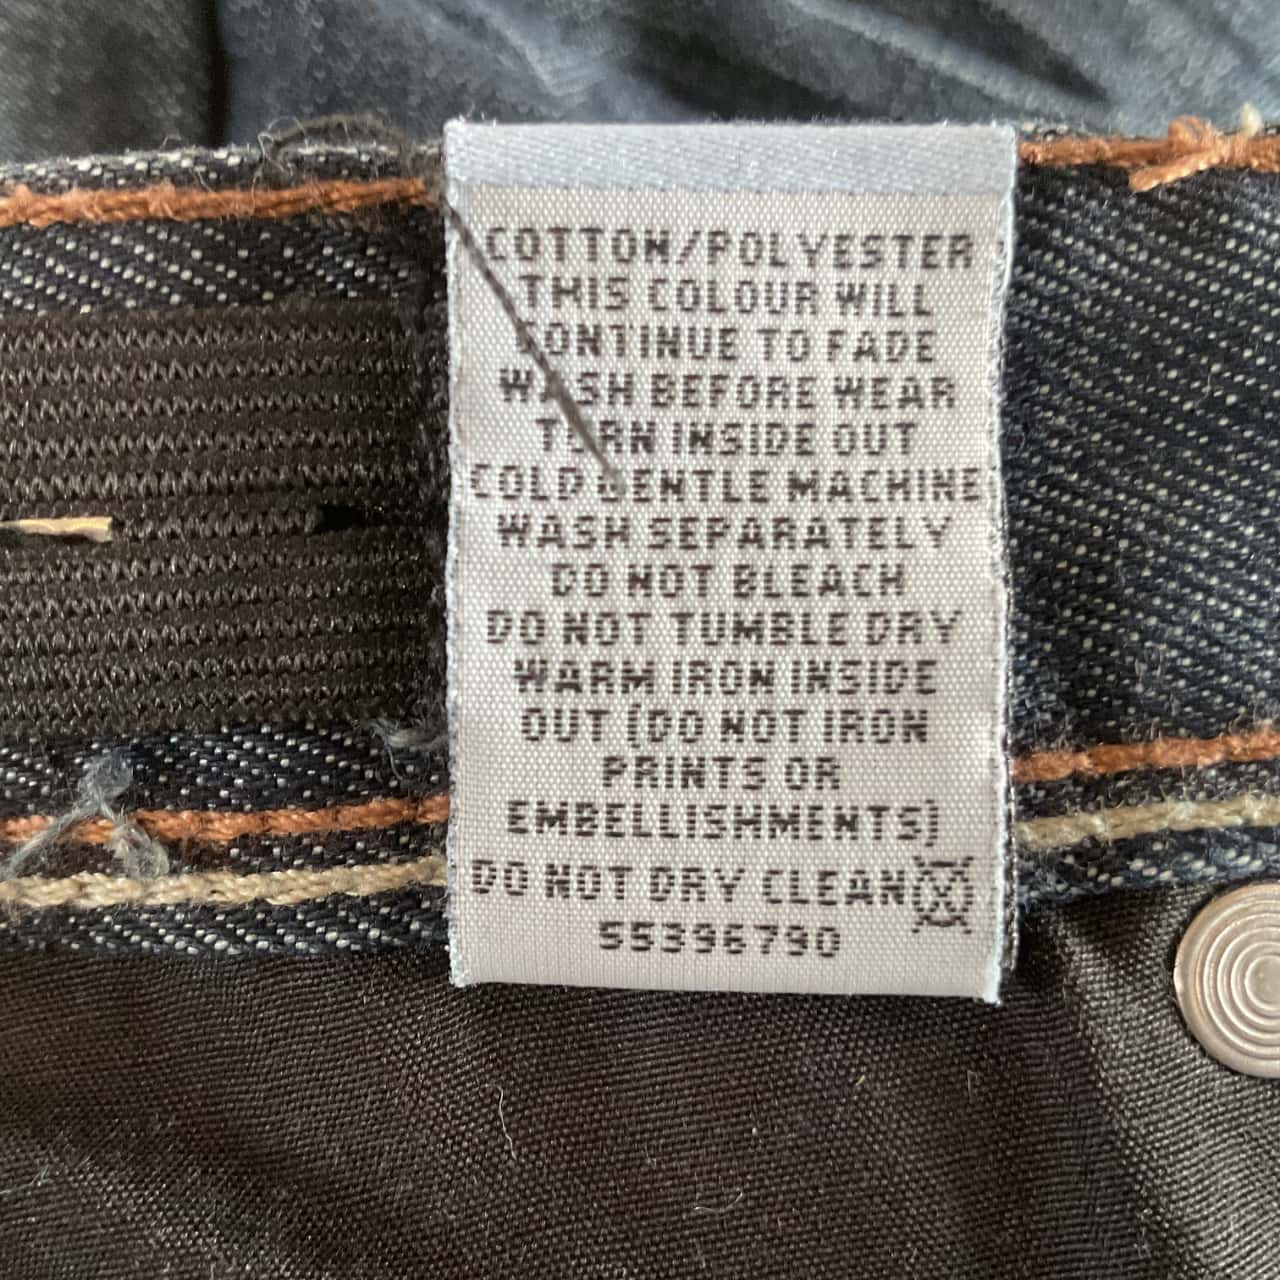 COTTON/POLYESTER
THIS COLOUR WILL
CONTINUE TO FADE
WASH BEFORE WEAR
TURN INSIDE OUT
COLD GENTLE MACHINE
WASH SEPARATELY
DO NOT BLEACH
DO NOT TUMBLE DRY
WARM IRON INSIDE
OUT (DO NOT IRON
PRINTS OR
EMBELLISHMENTS)
DO NOT DRY CLEAN
55396790